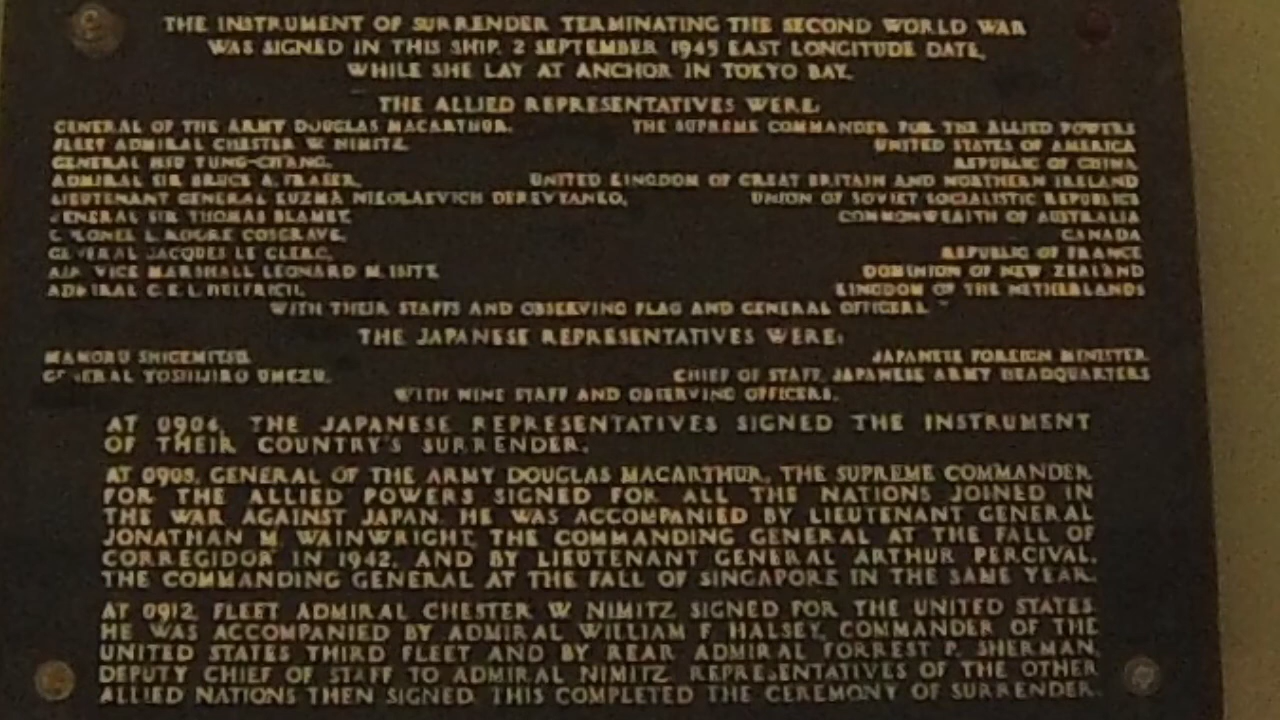 THE INSTRUMENT OF SURRENDER TERMINATING THE SECOND WORLD WAR
WAS SIGNED IN THIS SHIP, 2 SEPTEMBER 1945 EAST LONGITUDE DATE,
WHILE SHE LAY AT ANCHOR IN TOKYO BAY.
THE ALLIED REPRESENTATIVES WERE:
GENERAL OF THE ARMY DOUGLAS MACARTHUR, THE SUPREME COMMANDER FOR THE ALLIED POWERS
FLEET ADMIRAL CHESTER W. NIMITZ, UNITED STATES OF AMERICA
GENERAL HSU YUNG-CHANG, REPUBLIC OF CHINA
ADMIRAL SIR BRUCE A. FRASER, UNITED KINGDOM OF GREAT BRITAIN AND NORTHERN IRELAND
LIEUTENANT GENERAL KUZMA NIKOLAEVICH DEREVYANKO, UNION OF SOVIET SOCIALISTIC REPUBLICS
GENERAL SIR THOMAS BLAMEY, COMMONWEALTH OF AUSTRALIA
COLONEL L. MOORE COSGRAVE, CANADA
GENERAL JACQUES LE CLERC, REPUBLIC OF FRANCE
AIR VICE MARSHALL LEONARD M. ISITT, DOMINION OF NEW ZEALAND
ADMIRAL C.E.L. HELFRICH, KINGDOM OF THE NETHERLANDS
WITH THEIR STAFFS AND OBSERVING FLAG AND GENERAL OFFICERS.
THE JAPANESE REPRESENTATIVES WERE:
MAMORU SHIGEMITSU, JAPANESE FOREIGN MINISTER
GENERAL YOSHIJIRO UMEZU, CHIEF OF STAFF, JAPANESE ARMY HEADQUARTERS
WITH NINE STAFF AND OBSERVING OFFICERS.
AT 0904, THE JAPANESE REPRESENTATIVES SIGNED THE INSTRUMENT
OF THEIR COUNTRY'S SURRENDER.
AT 0908, GENERAL OF THE ARMY DOUGLAS MACARTHUR, THE SUPREME COMMANDER
FOR THE ALLIED POWERS SIGNED FOR ALL THE NATIONS JOINED IN
THE WAR AGAINST JAPAN. HE WAS ACCOMPANIED BY LIEUTENANT GENERAL
JONATHAN M. WAINWRIGHT, THE COMMANDING GENERAL AT THE FALL OF
CORREGIDOR IN 1942, AND BY LIEUTENANT GENERAL ARTHUR PERCIVAL,
THE COMMANDING GENERAL AT THE FALL OF SINGAPORE IN THE SAME YEAR.
AT 0912, FLEET ADMIRAL CHESTER W. NIMITZ SIGNED FOR THE UNITED STATES.
HE WAS ACCOMPANIED BY ADMIRAL WILLIAM F. HALSEY, COMMANDER OF THE
UNITED STATES THIRD FLEET AND BY REAR ADMIRAL FORREST P. SHERMAN,
DEPUTY CHIEF OF STAFF TO ADMIRAL NIMITZ. REPRESENTATIVES OF THE OTHER
ALLIED NATIONS THEN SIGNED. THIS COMPLETED THE CEREMONY OF SURRENDER.